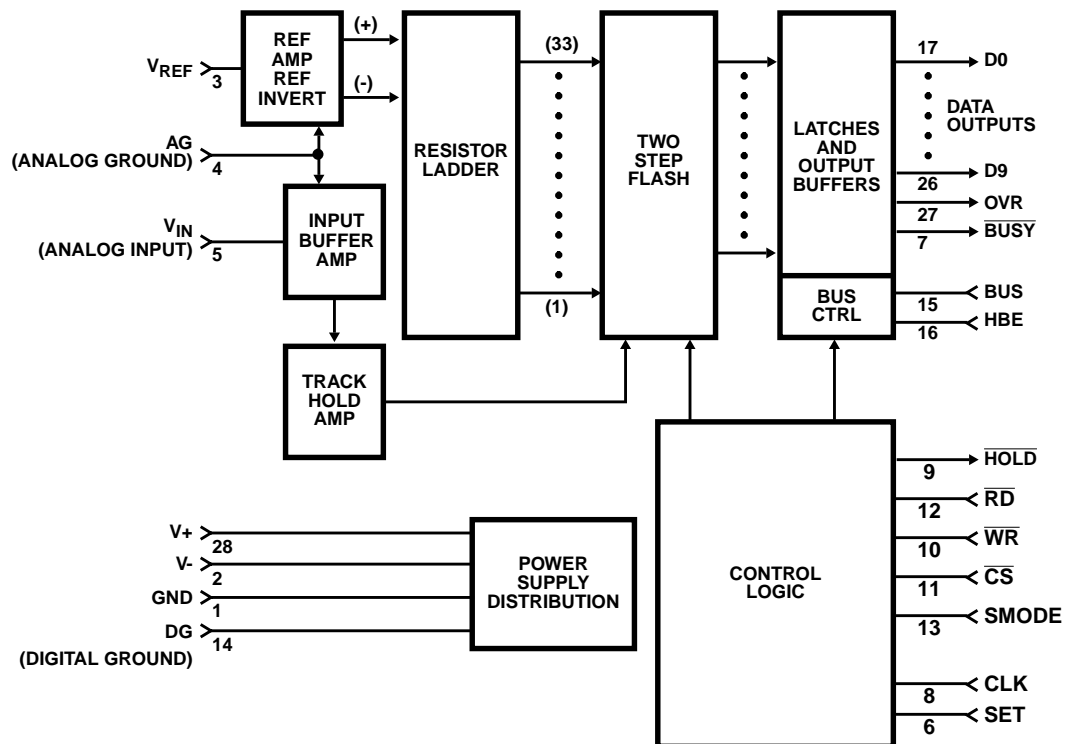 REF
AMP
REF
INVERT
(+)
(-)
VREF
3
AG
(ANALOG GROUND)
4
VIN
(ANALOG INPUT)
5
INPUT
BUFFER
AMP
TRACK
HOLD
AMP
RESISTOR
LADDER
(33)
(1)
TWO
STEP
FLASH
LATCHES
AND
OUTPUT
BUFFERS
BUS
CTRL
17
D0
DATA
OUTPUTS
D9
26
OVR
27
BUSY
7
BUS
15
HBE
16
CONTROL
LOGIC
HOLD
9
RD
12
WR
10
CS
11
SMODE
13
CLK
8
SET
6
V+
28
V-
2
GND
1
DG
14
(DIGITAL GROUND)
POWER
SUPPLY
DISTRIBUTION